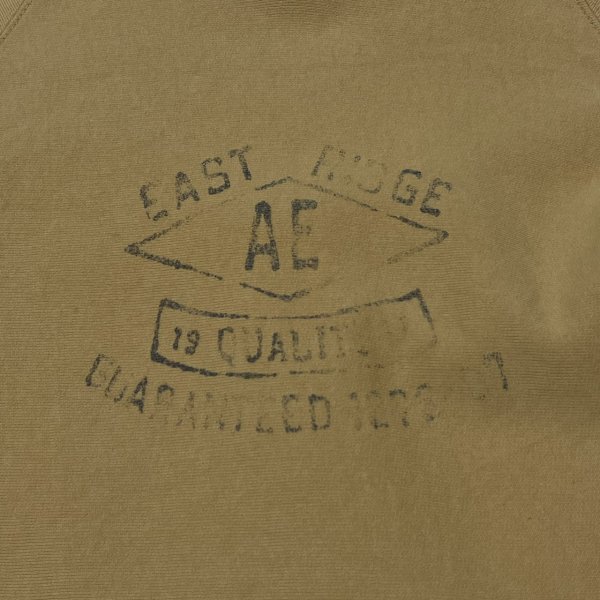 EAST RIDGE
AE
19 QUALITY
GUARANTEED